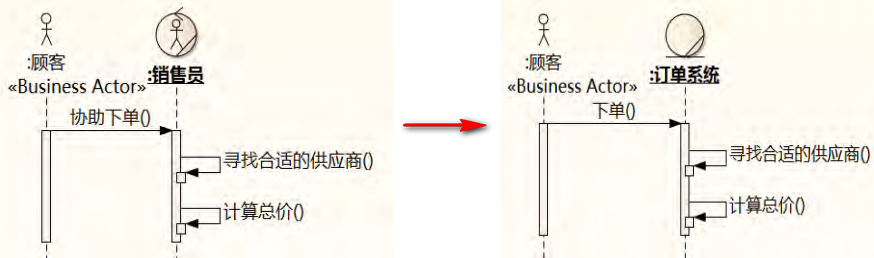 :顾客
«Business Actor»
:销售员
协助下单()
寻找合适的供应商()
计算总价()
:顾客
«Business Actor»
:订单系统
下单()
寻找合适的供应商()
计算总价()